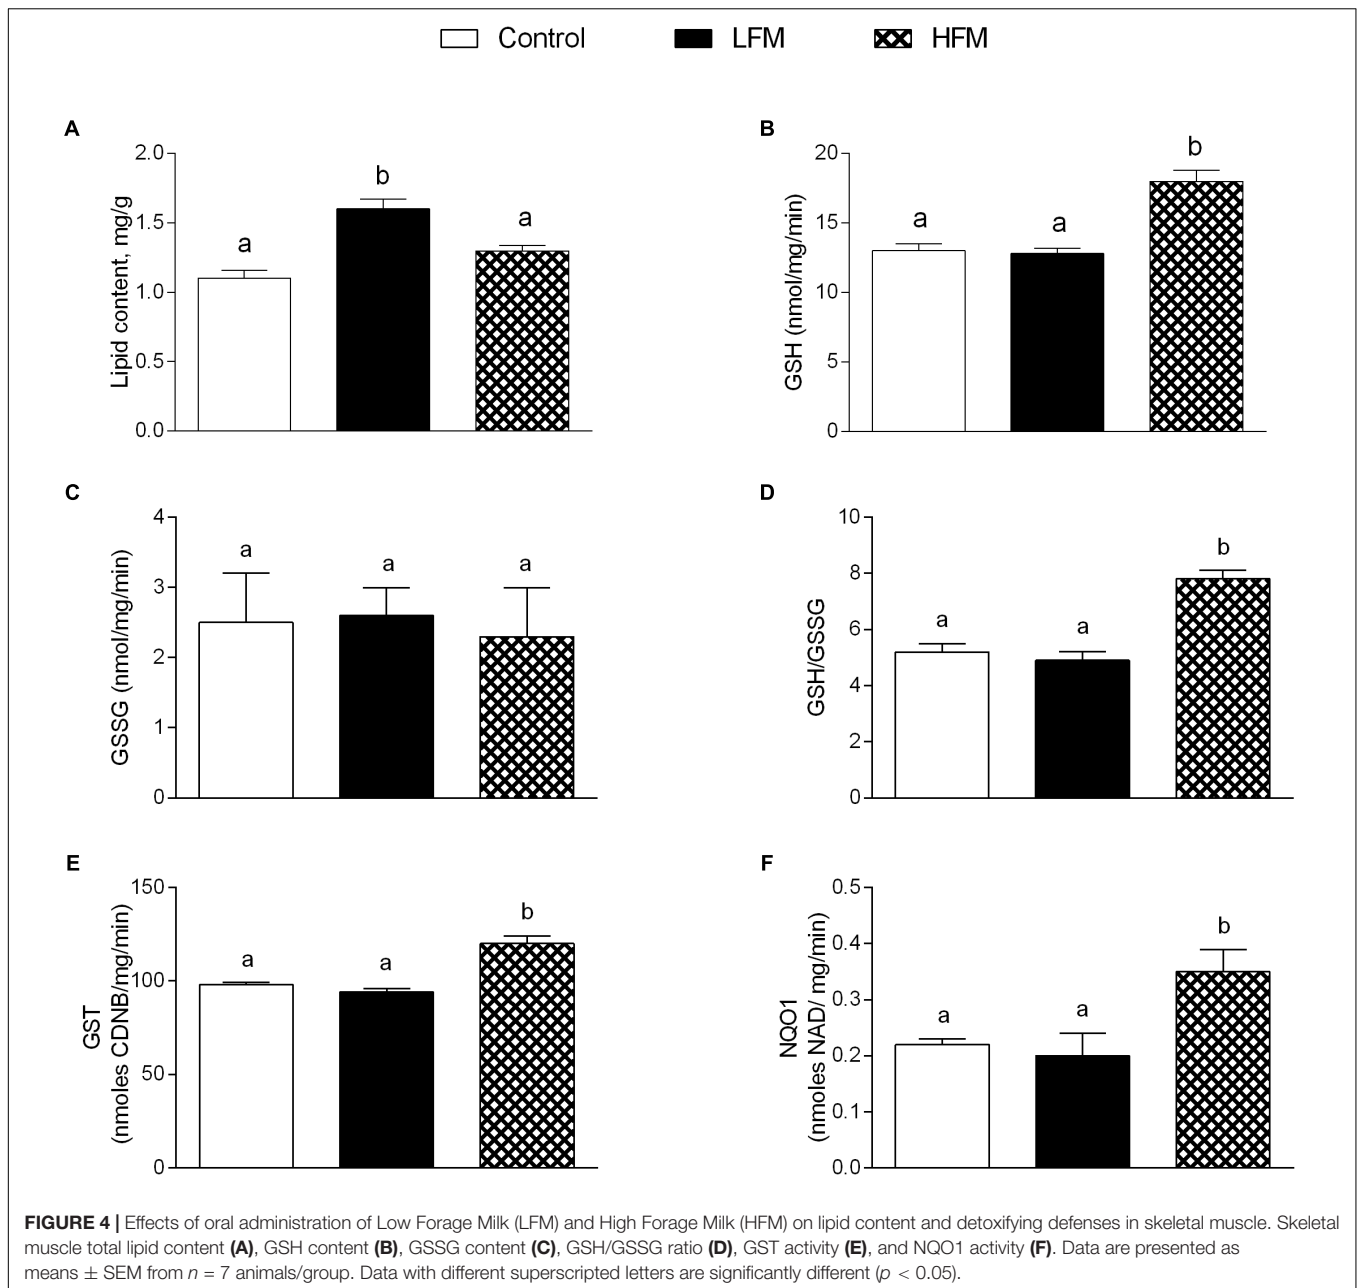 Control LFM HFM
A
2.0
1.5
1.0
0.5
0.0
Lipid content, mg/g
a
b
a
B
20
15
10
5
0
GSH (nmol/mg/min)
a
a
b
C
4
3
2
1
0
GSSG (nmol/mg/min)
a
a
a
D
10
8
6
4
2
0
GSH/GSSG
a
a
b
E
150
100
50
0
GST
(nmoles CDNB/mg/min)
a
a
b
F
0.5
0.4
0.3
0.2
0.1
0.0
NQO1
(nmoles NAD/ mg/min)
a
a
b
FIGURE 4 | Effects of oral administration of Low Forage Milk (LFM) and High Forage Milk (HFM) on lipid content and detoxifying defenses in skeletal muscle. Skeletal
muscle total lipid content (A), GSH content (B), GSSG content (C), GSH/GSSG ratio (D), GST activity (E), and NQO1 activity (F). Data are presented as
means ± SEM from n = 7 animals/group. Data with different superscripted letters are significantly different (p < 0.05).